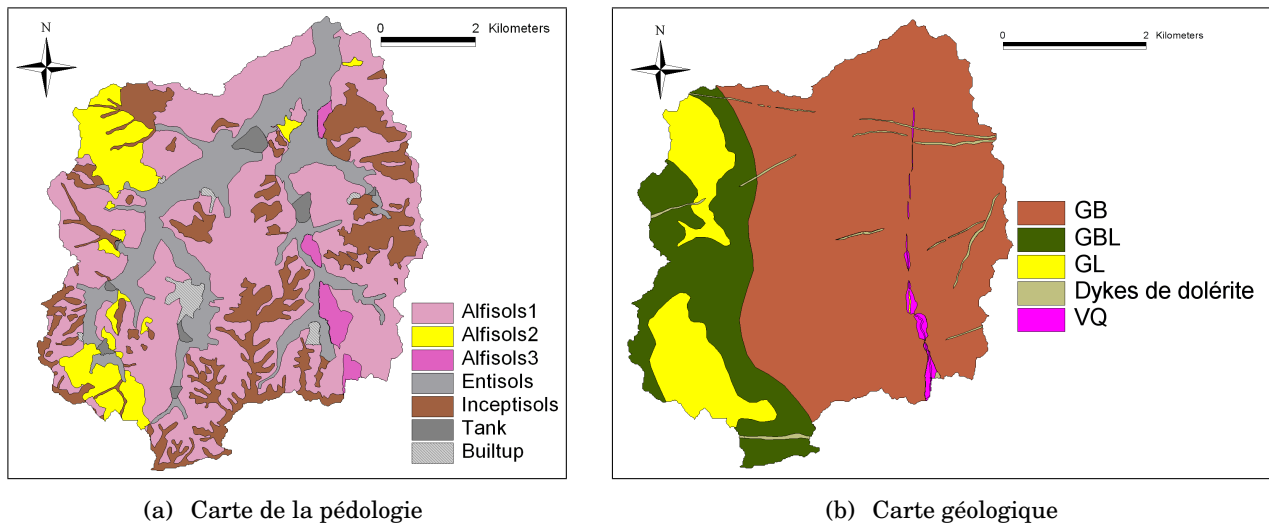 N
0 2 Kilometers
Alfisols1
Alfisols2
Alfisols3
Entisols
Inceptisols
Tank
Builtup
(a) Carte de la pédologie
N
0 2 Kilometers
GB
GBL
GL
Dykes de dolérite
VQ
(b) Carte géologique